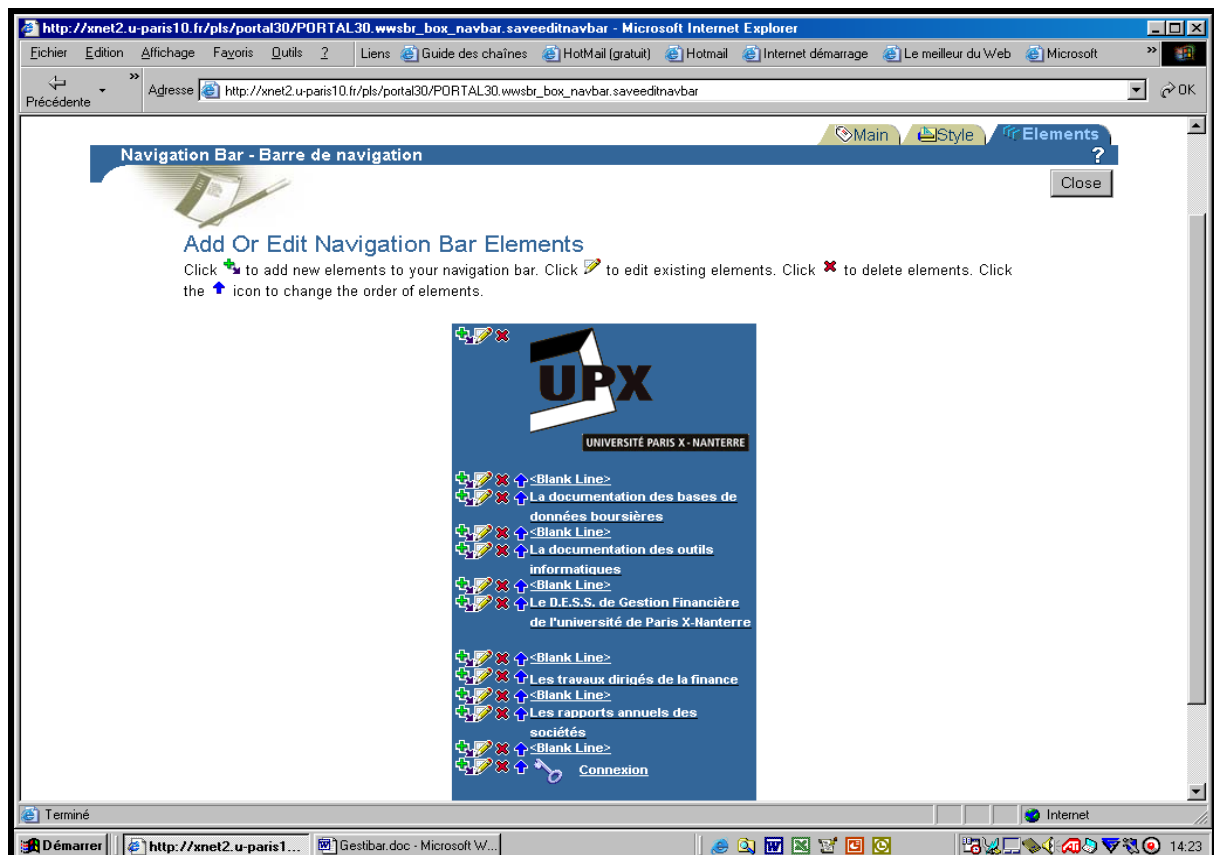 http://xnet2.u-paris10.fr/pls/portal30/PORTAL30.wwsbr_box_navbar.saveeditnavbar - Microsoft Internet Explorer
Fichier Edition Affichage Favoris Outils ? Liens Guide des chaînes HotMail (gratuit) Hotmail Internet démarrage Le meilleur du Web Microsoft »
Précédente » Adresse http://xnet2.u-paris10.fr/pls/portal30/PORTAL30.wwsbr_box_navbar.saveeditnavbar OK
Main Style Elements
Navigation Bar - Barre de navigation ?
Close
Add Or Edit Navigation Bar Elements
Click to add new elements to your navigation bar. Click to edit existing elements. Click to delete elements. Click
the icon to change the order of elements.
UPX
UNIVERSITÉ PARIS X - NANTERRE
<Blank Line>
La documentation des bases de
données boursières
<Blank Line>
La documentation des outils
informatiques
<Blank Line>
Le D.E.S.S. de Gestion Financière
de l'université de Paris X-Nanterre
<Blank Line>
Les travaux dirigés de la finance
<Blank Line>
Les rapports annuels des
sociétés
<Blank Line>
Connexion
Terminé Internet
Démarrer http://xnet2.u-paris1... Gestibar.doc - Microsoft W... 14:23